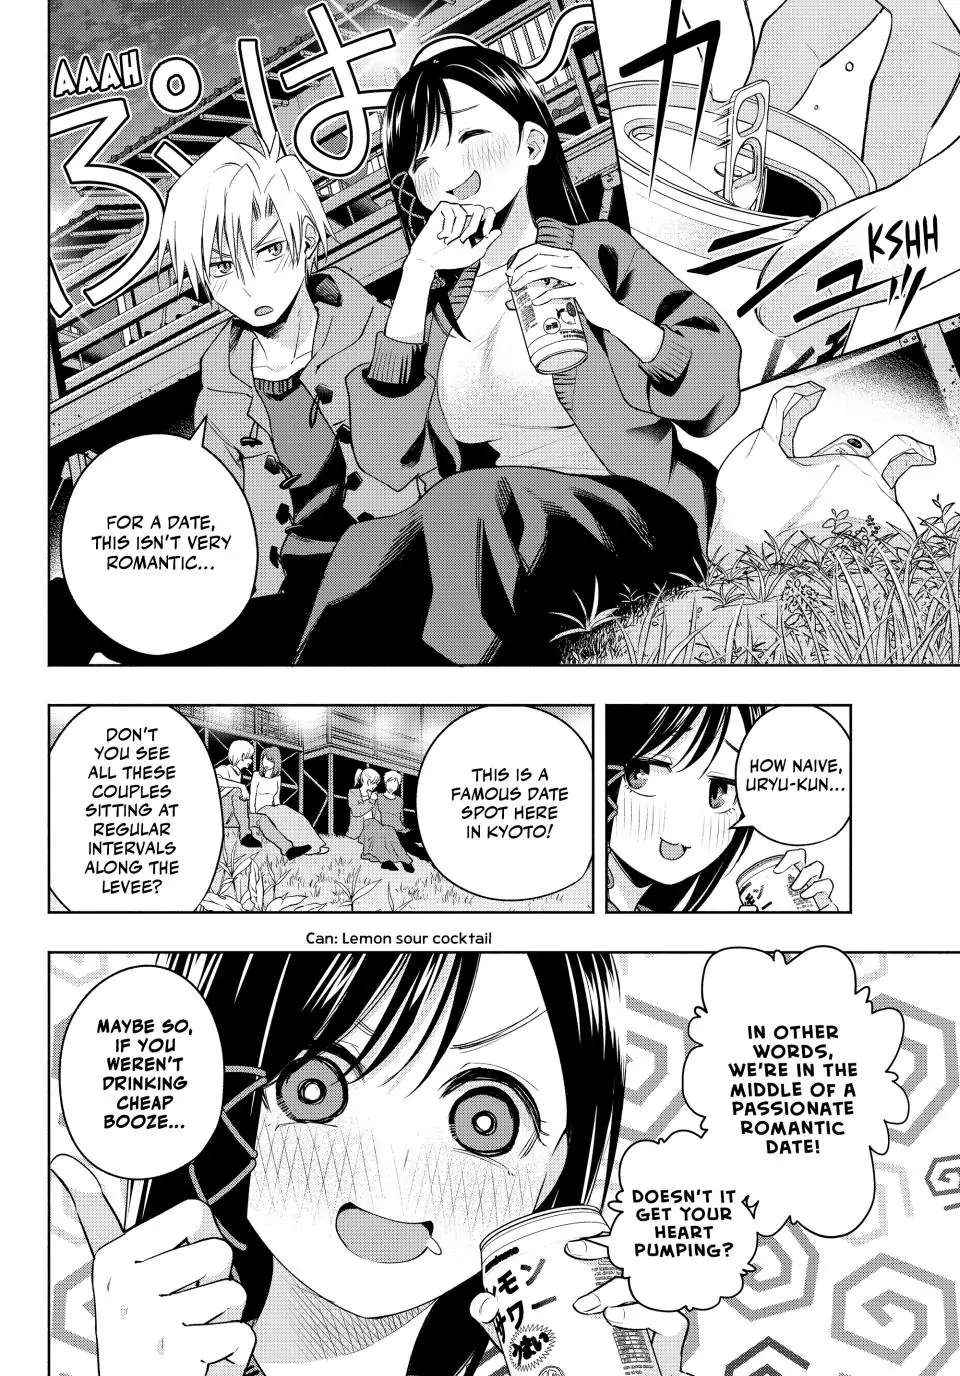 KSHH
!!
AAAH
ぷはー
FOR A DATE,
THIS ISN'T VERY
ROMANTIC...
HOW NAIVE,
URYU-KUN...
THIS IS A
FAMOUS DATE
SPOT HERE
IN KYOTO!
DON'T
YOU SEE
ALL THESE
COUPLES
SITTING AT
REGULAR
INTERVALS
ALONG THE
LEVEE?
Can: Lemon sour cocktail
IN OTHER
WORDS,
WE'RE IN THE
MIDDLE OF A
PASSIONATE
ROMANTIC
DATE!
DOESN'T IT
GET YOUR
HEART
PUMPING?
MAYBE SO,
IF YOU
WEREN'T
DRINKING
CHEAP
BOOZE...
レモン
サワー